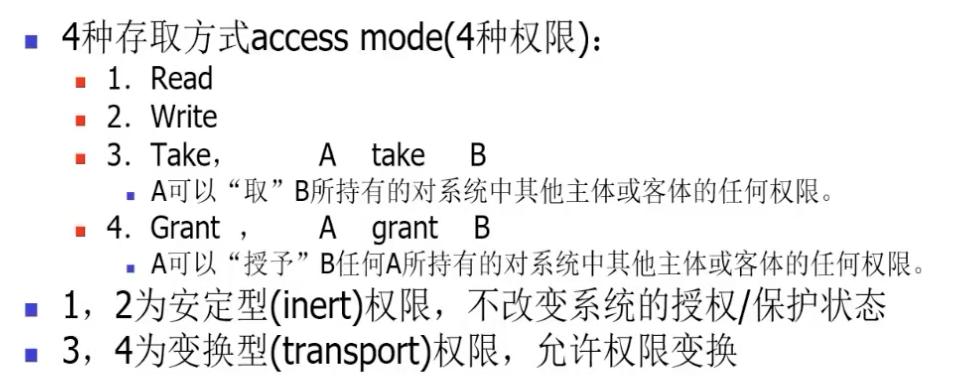 4种存取方式access mode(4种权限)：
1. Read
2. Write
3. Take， A take B
A可以“取”B所持有的对系统中其他主体或客体的任何权限。
4. Grant ， A grant B
A可以“授予”B任何A所持有的对系统中其他主体或客体的任何权限。
1，2为安定型(inert)权限，不改变系统的授权/保护状态
3，4为变换型(transport)权限，允许权限变换